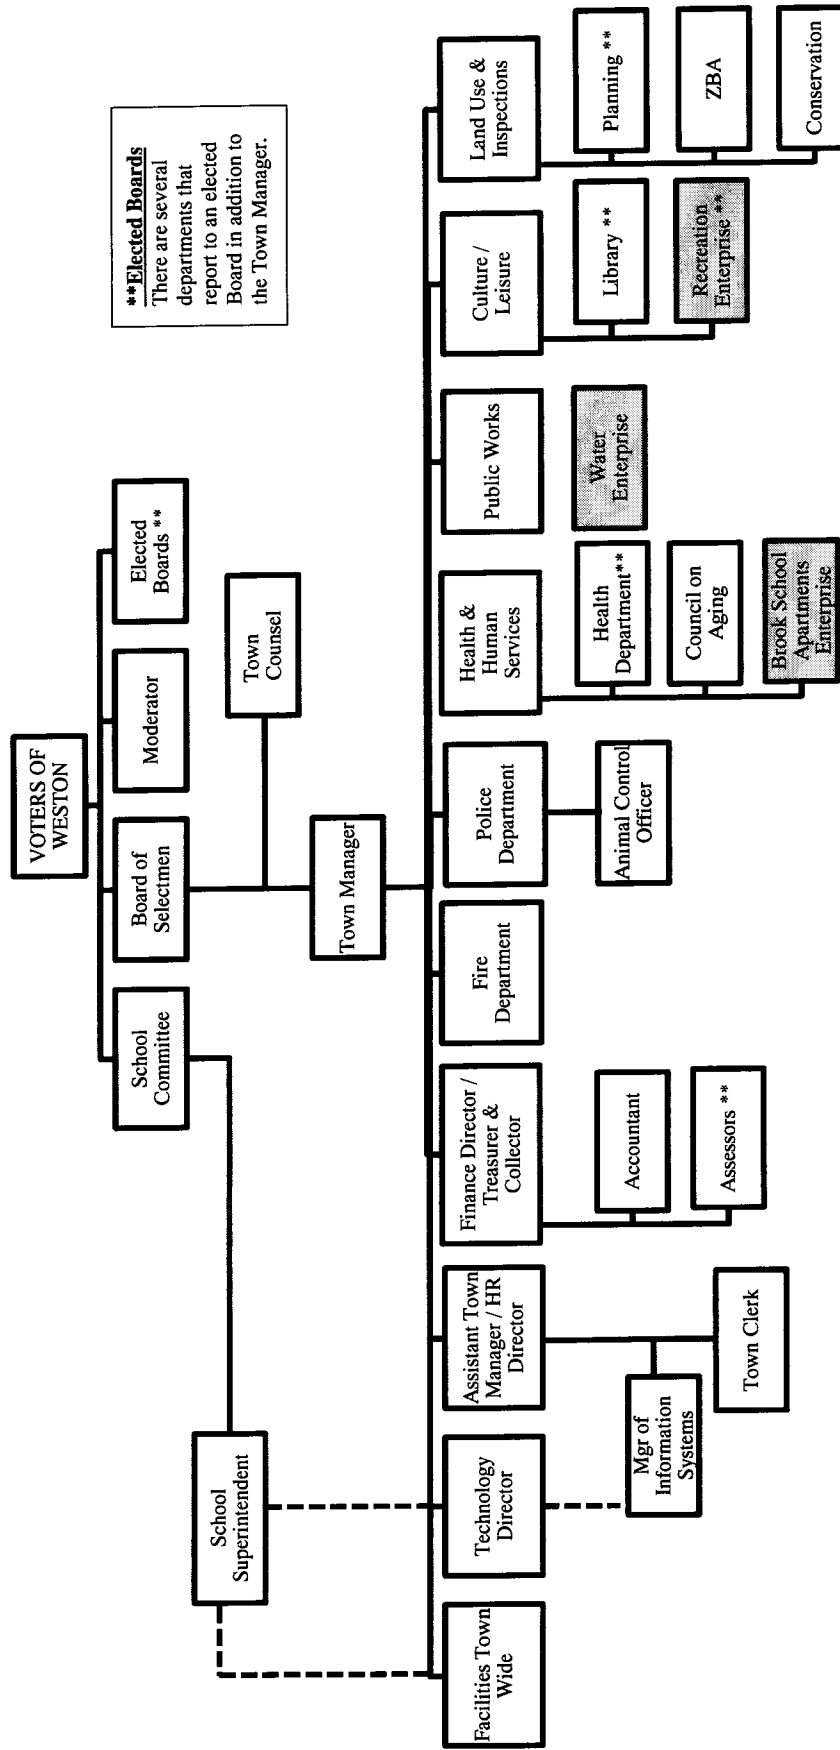 VOTERS OF
WESTON
School
Committee
Board of
Selectmen
Moderator
Elected
Boards **
**Elected Boards
There are several
departments that
report to an elected
Board in addition to
the Town Manager.
School
Superintendent
Town
Counsel
Town Manager
Facilities Town
Wide
Technology
Director
Assistant Town
Manager / HR
Director
Finance Director /
Treasurer &
Collector
Fire
Department
Police
Department
Health &
Human
Services
Public Works
Culture /
Leisure
Land Use &
Inspections
Mgr of
Information
Systems
Town Clerk
Accountant
Assessors **
Animal Control
Officer
Health
Department**
Council on
Aging
Brook School
Apartments
Enterprise
Water
Enterprise
Library **
Recreation
Enterprise **
Planning **
ZBA
Conservation